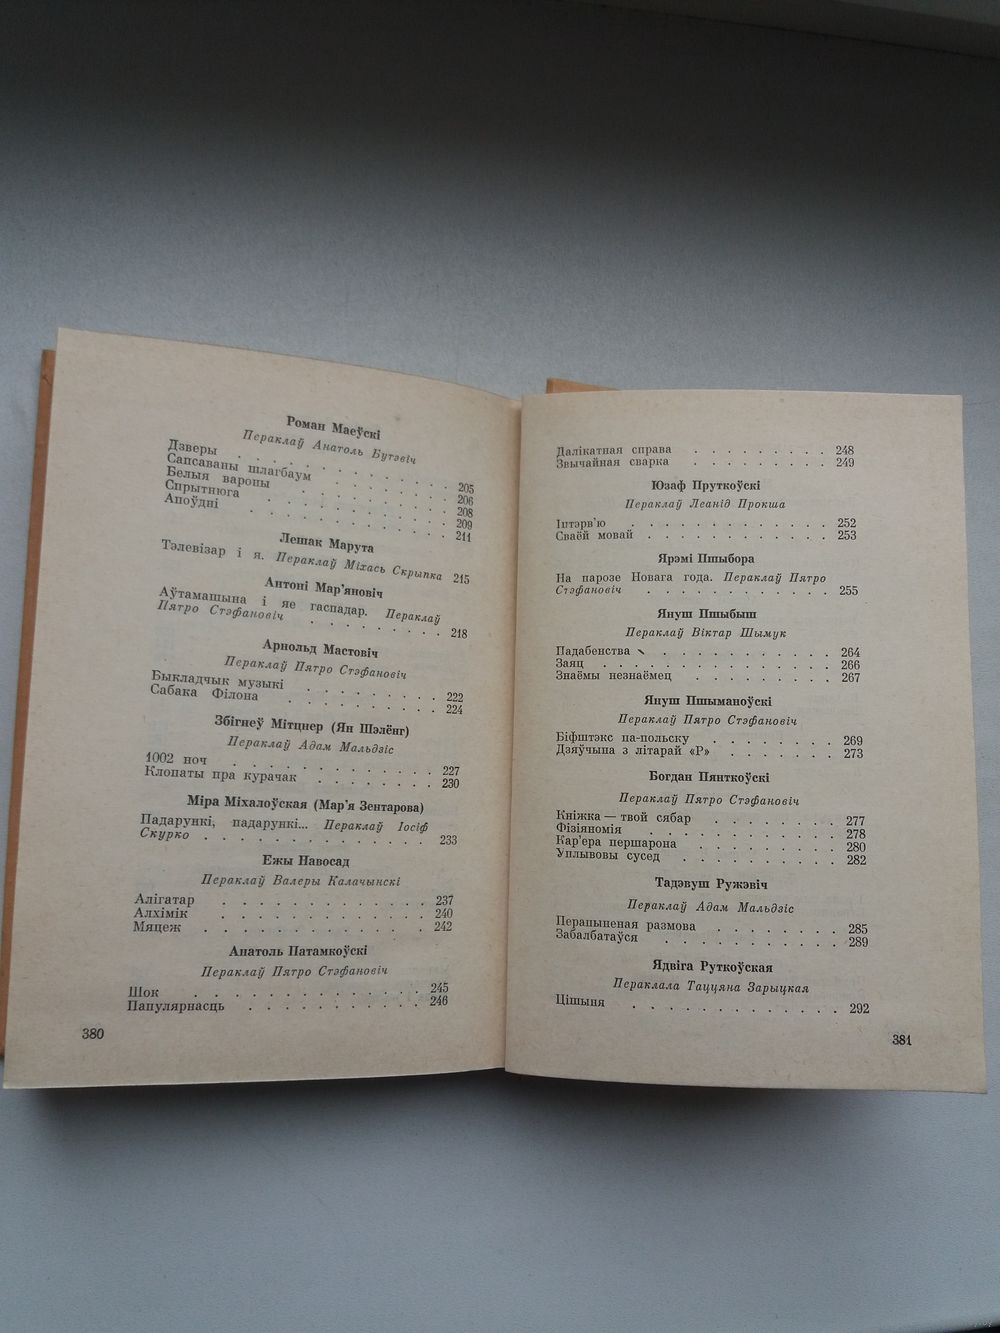 Роман Маеўскі
Пераклаў Анатоль Бутэвіч
Дзверы . . . . . . . . . . . 205
Сапсаваны шлагбаум . . . . . . 206
Белыя вароны . . . . . . . . 208
Спрытнюга . . . . . . . . . 209
Апоўдні . . . . . . . . . . 211
Лешак Марута
Тэлевізар і я. Пераклаў Міхась Скрыпка 215
Антоні Мар'яновіч
Аўтамашына і яе гаспадар. Пераклаў
Пятро Стэфановіч . . . . . . . . 218
Арнольд Мастовіч
Пераклаў Пятро Стэфановіч
Выкладчык музыкі . . . . . . . 222
Сабака Філона . . . . . . . . 224
Збігнеў Мітцнер (Ян Шэлёнг)
Пераклаў Адам Мальдзіс
1002 ноч . . . . . . . . . . 227
Клопаты пра курачак . . . . . . 230
Міра Міхалоўская (Мар'я Зентарова)
Падарункі, падарункі... Пераклаў Іосіф
Скурко . . . . . . . . . . . 233
Ежы Навосад
Пераклаў Валеры Калачынскі
Алігатар . . . . . . . . . . 237
Алхімік . . . . . . . . . . 240
Мяцеж . . . . . . . . . . . 242
Анатоль Патамкоўскі
Пераклаў Пятро Стэфановіч
Шок . . . . . . . . . . . . 245
Папулярнасць . . . . . . . . . 246
380
Далікатная справа . . . . . . . 248
Звычайная сварка . . . . . . . 249
Юзаф Пруткоўскі
Пераклаў Леанід Прокша
Інтэрв'ю . . . . . . . . . . 252
Сваёй мовай . . . . . . . . . 253
Ярэмі Пшыбора
На парозе Новага года. Пераклаў Пятро
Стэфановіч . . . . . . . . . . 255
Януш Пшыбыш
Пераклаў Віктар Шымук
Падабенства . . . . . . . . . 264
Заяц . . . . . . . . . . . . 266
Знаёмы незнаёмец . . . . . . . 267
Януш Пшыманоўскі
Пераклаў Пятро Стэфановіч
Біфштэкс па-польску . . . . . . . 269
Дзяўчына з літарай «Р» . . . . . . 273
Богдан Пянткоўскі
Пераклаў Пятро Стэфановіч
Кніжка — твой сябар . . . . . . . 277
Фізіяномія . . . . . . . . . . 278
Кар'ера першарона . . . . . . . 280
Уплывовы сусед . . . . . . . . 282
Тадэвуш Ружэвіч
Пераклаў Адам Мальдзіс
Перапыненая размова . . . . . . . 285
Забалбатаўся . . . . . . . . . 289
Ядвіга Руткоўская
Пераклала Таццяна Зарыцкая
Цішыня . . . . . . . . . . . 292
381